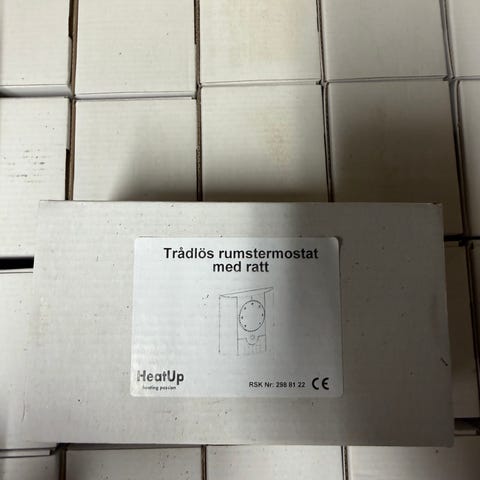 Trådlös rumstermostat
med ratt
HeatUp
heating passion
RSK Nr: 298 81 22 CE